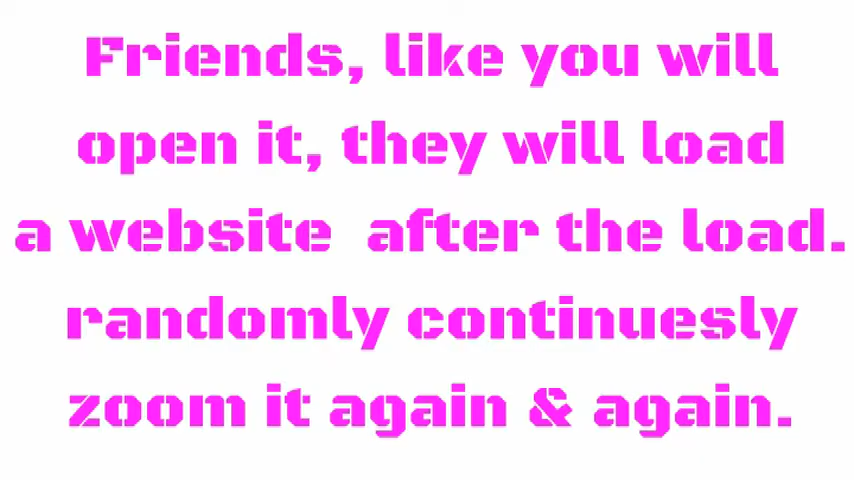 Friends, like you will
open it, they will load
a website after the load.
randomly continuesly
zoom it again & again.